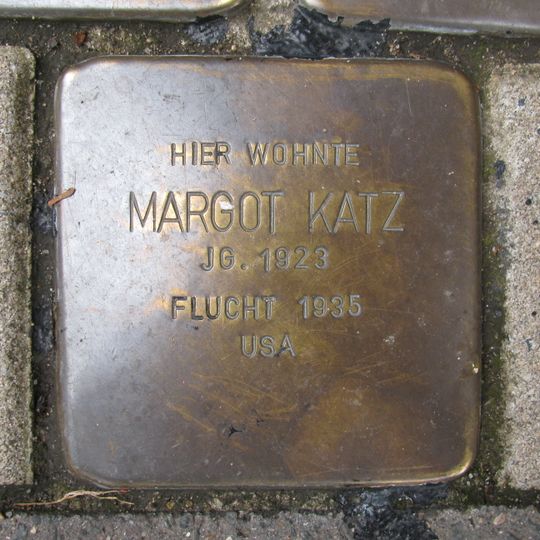 HIER WOHNTE
MARGOT KATZ
JG. 1923
FLUCHT 1935
USA